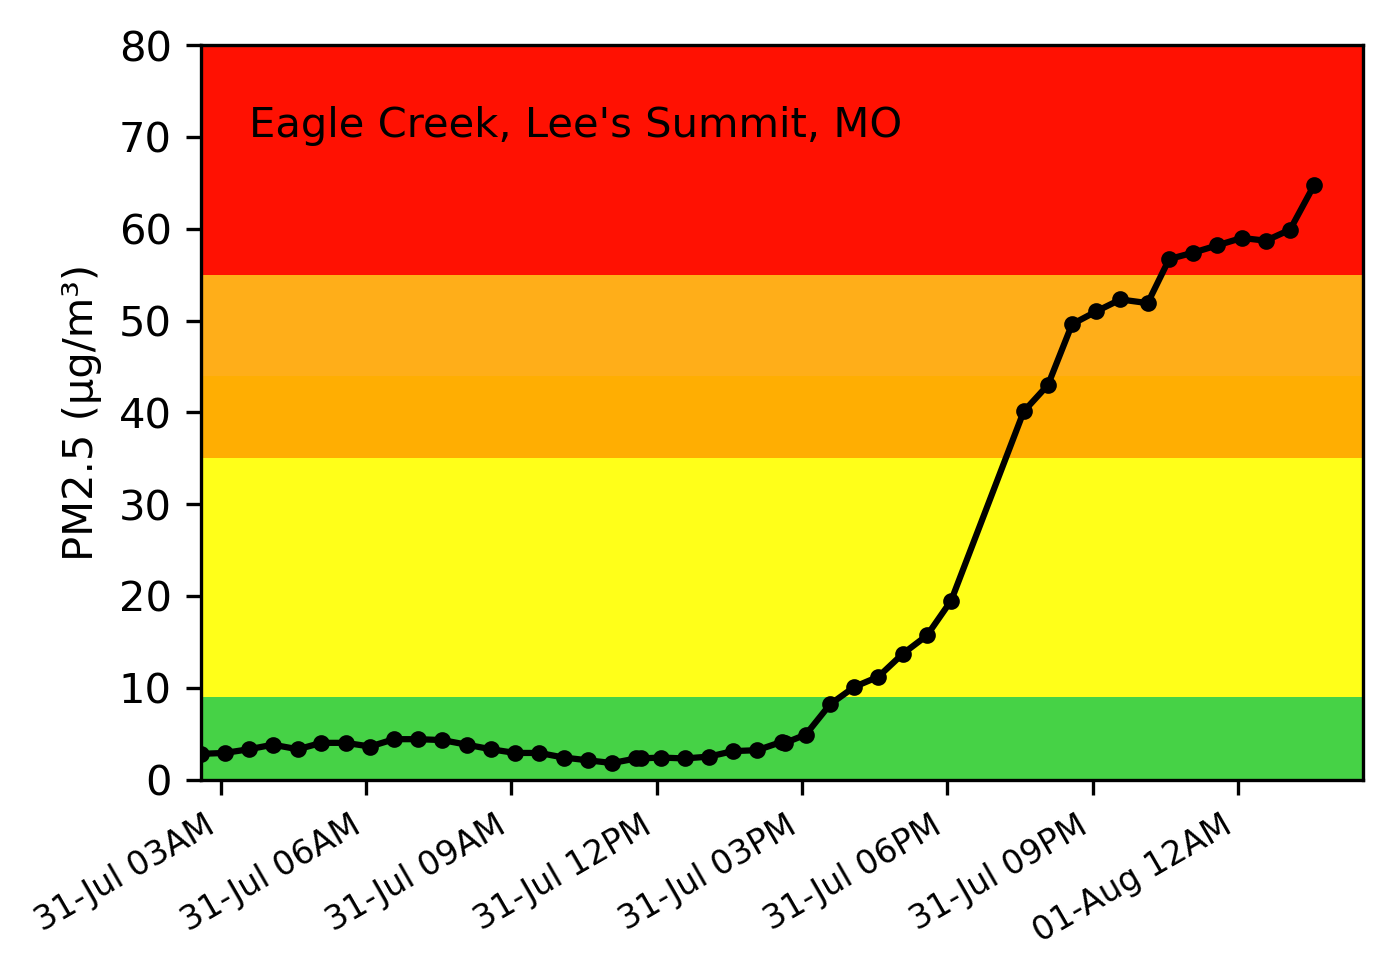 80
Eagle Creek, Lee's Summit, MO
70
60
50
40
30
20
10
0
PM2.5 (µg/m³)
31-Jul 03AM
31-Jul 06AM
31-Jul 09AM
31-Jul 12PM
31-Jul 03PM
31-Jul 06PM
31-Jul 09PM
01-Aug 12AM